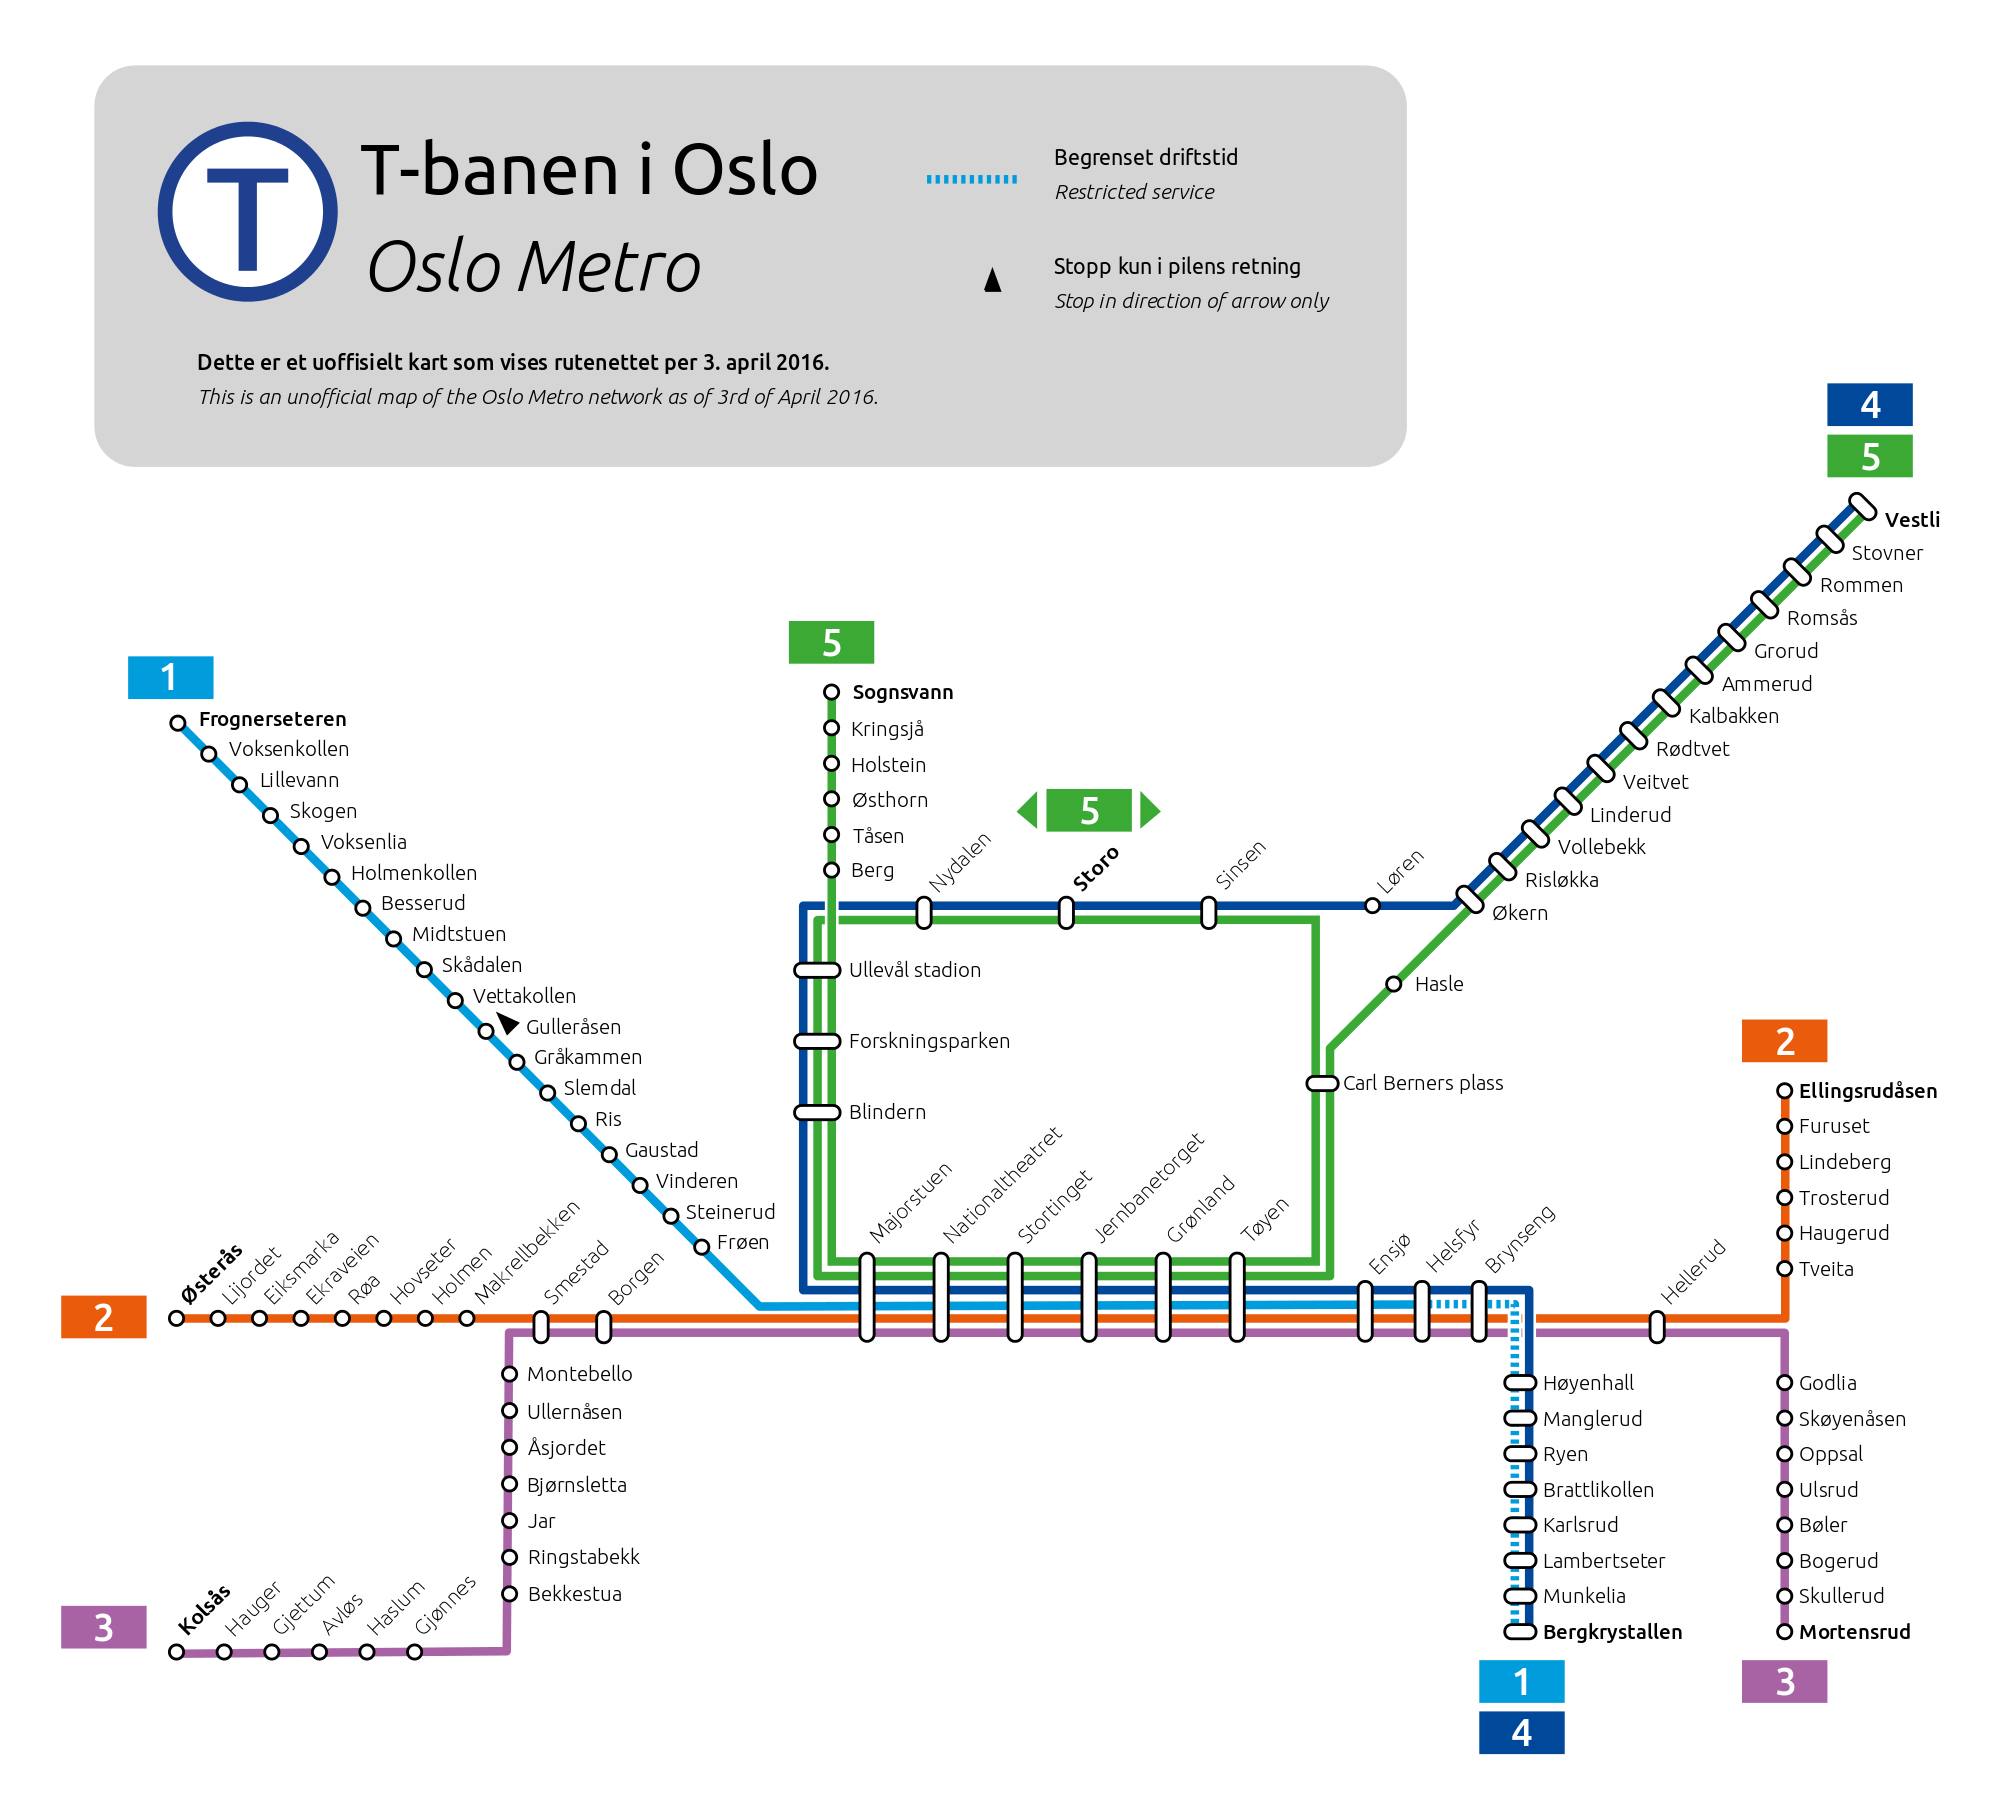 T
T-banen i Oslo
Oslo Metro
Begrenset driftstid
Restricted service
Stopp kun i pilens retning
Stop in direction of arrow only
Dette er et uoffisielt kart som vises rutenettet per 3. april 2016.
This is an unofficial map of the Oslo Metro network as of 3rd of April 2016.
4
5
Vestli
Stovner
Rommen
Romsås
Grorud
Ammerud
Kalbakken
Rødtvet
Veitvet
Linderud
Vollebekk
Risløkka
Økern
Hasle
5
Sognsvann
Kringsjå
Holstein
Østhorn
Tåsen
Berg
5
Nydalen
Storo
Sinsen
Løren
Ullevål stadion
Forskningsparken
Blindern
Carl Berners plass
1
Frognerseteren
Voksenkollen
Lillevann
Skogen
Voksenlia
Holmenkollen
Besserud
Midtstuen
Skådalen
Vettakollen
Gulleråsen
Gråkammen
Slemdal
Ris
Gaustad
Vinderen
Steinerud
Frøen
2
Østerås
Lijordet
Eiksmarka
Ekraveien
Røa
Hovseter
Holmen
Makrellbekken
Smestad
Borgen
Majorstuen
Nationaltheatret
Stortinget
Jernbanetorget
Grønland
Tøyen
Ensjø
Helsfyr
Brynseng
Hellerud
2
Ellingsrudåsen
Furuset
Lindeberg
Trosterud
Haugerud
Tveita
Montebello
Ullernåsen
Åsjordet
Bjørnsletta
Jar
Ringstabekk
Bekkestua
3
Kolsås
Hauger
Gjettum
Avløs
Haslum
Gjønnes
Høyenhall
Manglerud
Ryen
Brattlikollen
Karlsrud
Lambertseter
Munkelia
Bergkrystallen
1
4
Godlia
Skøyenåsen
Oppsal
Ulsrud
Bøler
Bogerud
Skullerud
Mortensrud
3